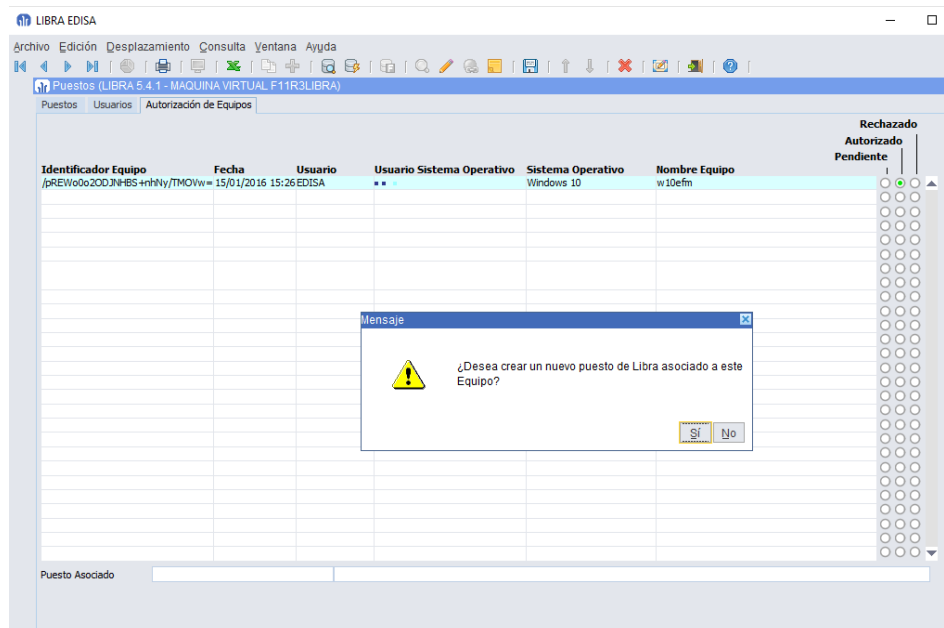 LIBRA EDISA
Archivo Edición Desplazamiento Consulta Ventana Ayuda
Puestos (LIBRA 5.4.1 - MAQUINA VIRTUAL F11R3LIBRA)
Puestos Usuarios Autorización de Equipos
Rechazado
Autorizado
Pendiente
Identificador Equipo Fecha Usuario Usuario Sistema Operativo Sistema Operativo Nombre Equipo
/pREWo0o2ODJNHBS+nhNy/TMOVw= 15/01/2016 15:26 EDISA Windows 10 w10efm
Mensaje
¿Desea crear un nuevo puesto de Libra asociado a este
Equipo?
Sí No
Puesto Asociado